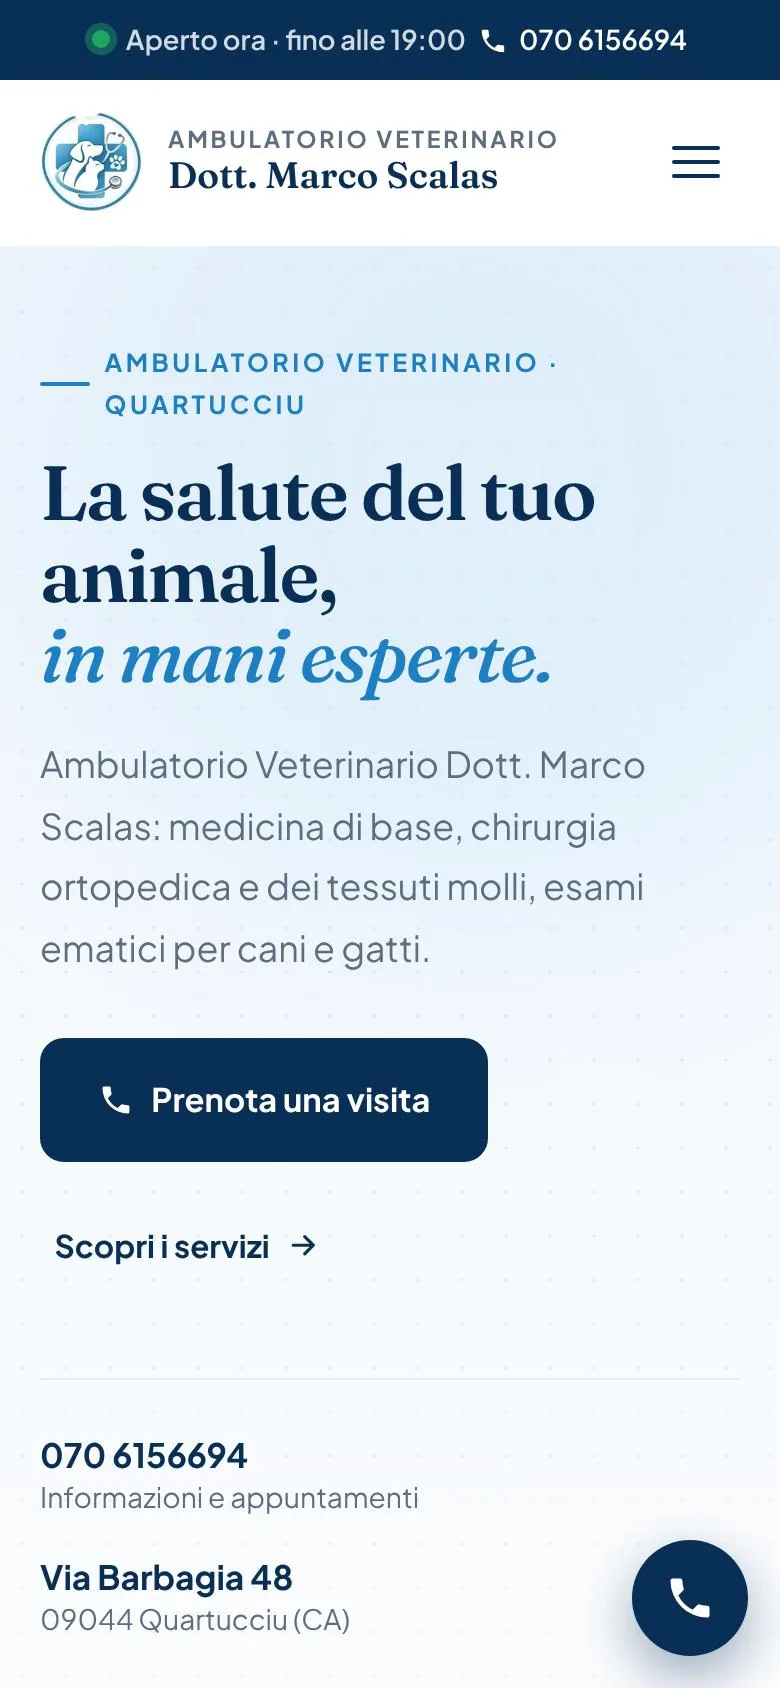 Aperto ora · fino alle 19:00 070 6156694
AMBULATORIO VETERINARIO
Dott. Marco Scalas
AMBULATORIO VETERINARIO ·
QUARTUCCIU
La salute del tuo
animale,
in mani esperte.
Ambulatorio Veterinario Dott. Marco
Scalas: medicina di base, chirurgia
ortopedica e dei tessuti molli, esami
ematici per cani e gatti.
Prenota una visita
Scopri i servizi →
070 6156694
Informazioni e appuntamenti
Via Barbagia 48
09044 Quartucciu (CA)